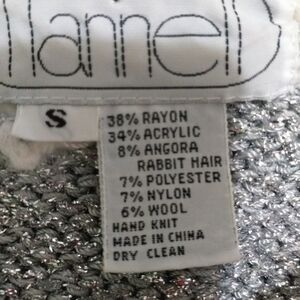 lamell
S
38% RAYON
34% ACRYLIC
8% ANGORA
RABBIT HAIR
7% POLYESTER
7% NYLON
6% WOOL
HAND KNIT
MADE IN CHINA
DRY CLEAN